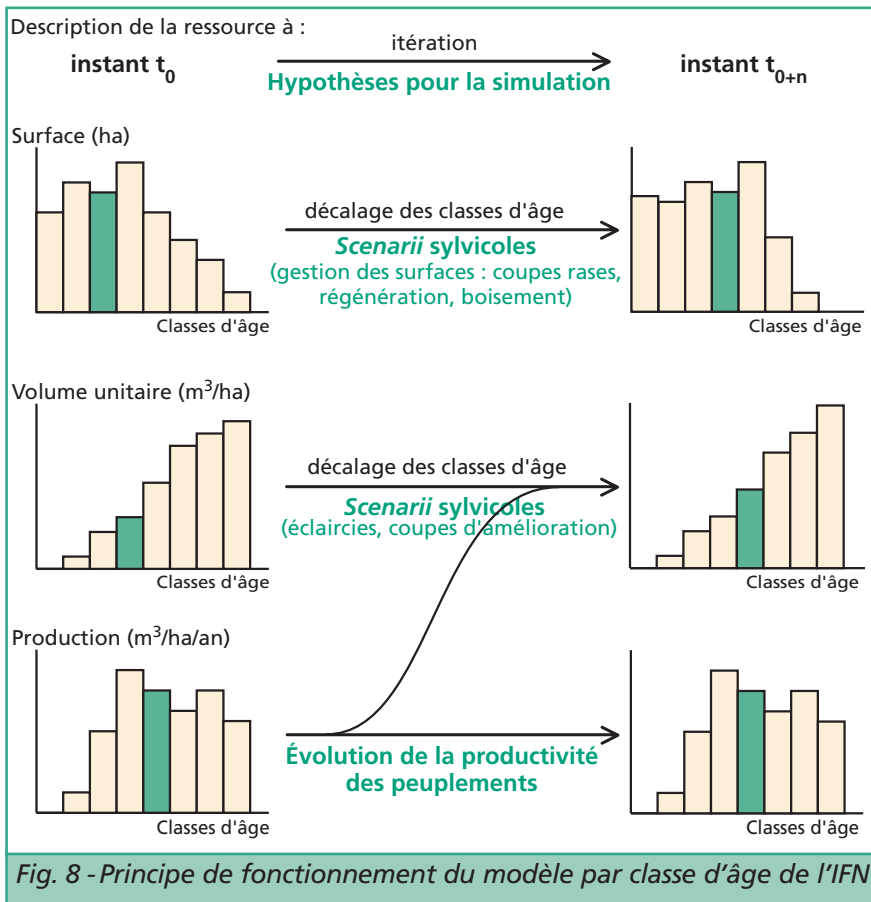 Description de la ressource à :
instant t0
itération
Hypothèses pour la simulation
instant t0+n
Surface (ha)
décalage des classes d'âge
Scenarii sylvicoles
(gestion des surfaces : coupes rases,
régénération, boisement)
Classes d'âge
Classes d'âge
Volume unitaire (m³/ha)
décalage des classes d'âge
Scenarii sylvicoles
(éclaircies, coupes d'amélioration)
Classes d'âge
Classes d'âge
Production (m³/ha/an)
Évolution de la productivité
des peuplements
Classes d'âge
Classes d'âge
Fig. 8 - Principe de fonctionnement du modèle par classe d’âge de l’IFN